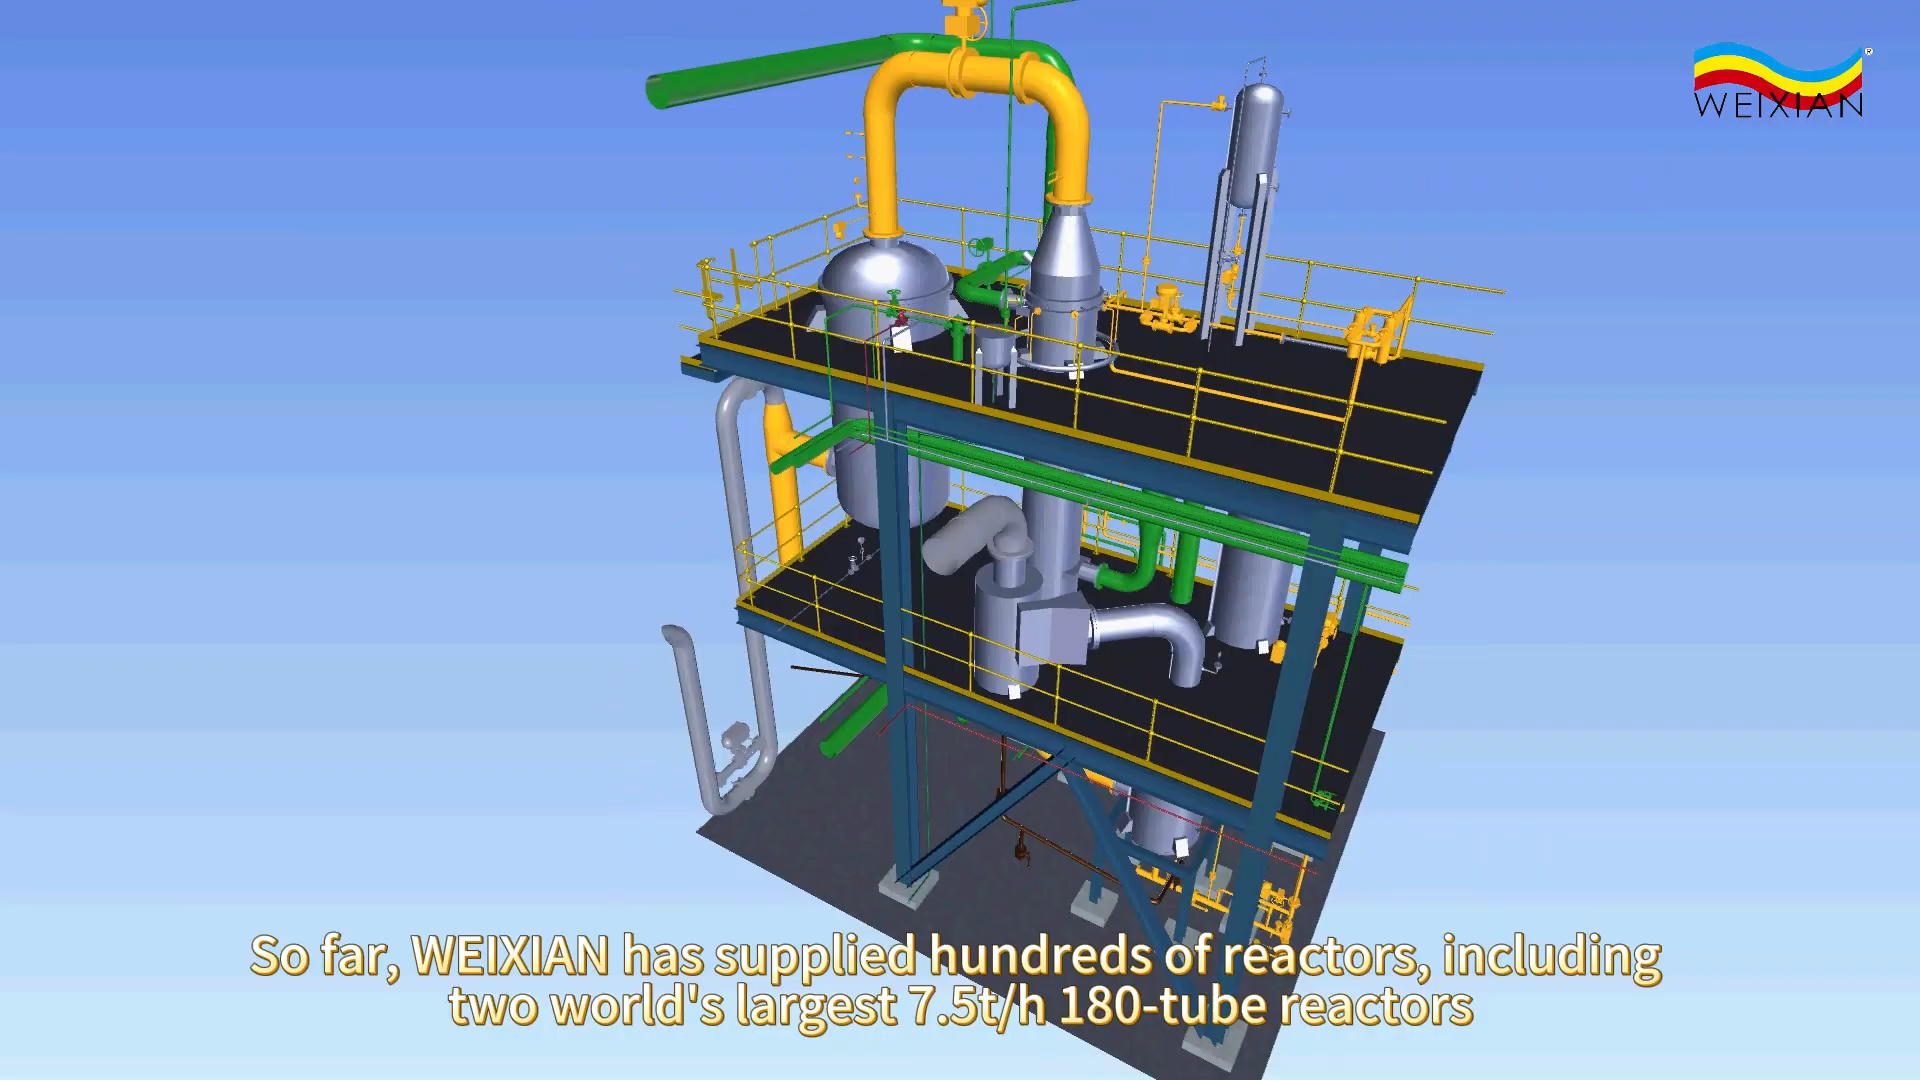 WEIXIAN
®
So far, WEIXIAN has supplied hundreds of reactors, including
two world's largest 7.5t/h 180-tube reactors